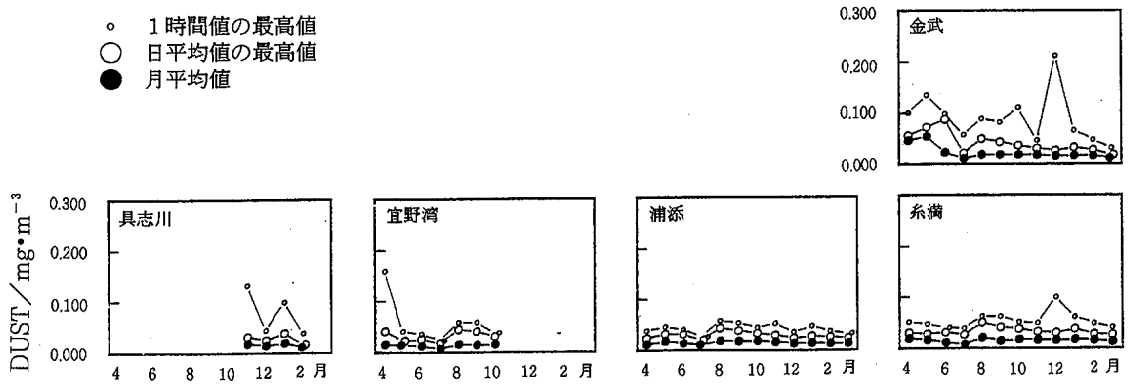 1時間値の最高値
日平均値の最高値
月平均値
金武
0.300
0.200
0.100
0.000
DUST/mg•m⁻³
0.300
0.200
0.100
0.000
具志川
宜野湾
浦添
糸満
4 6 8 10 12 2 月
4 6 8 10 12 2 月
4 6 8 10 12 2 月
4 6 8 10 12 2 月